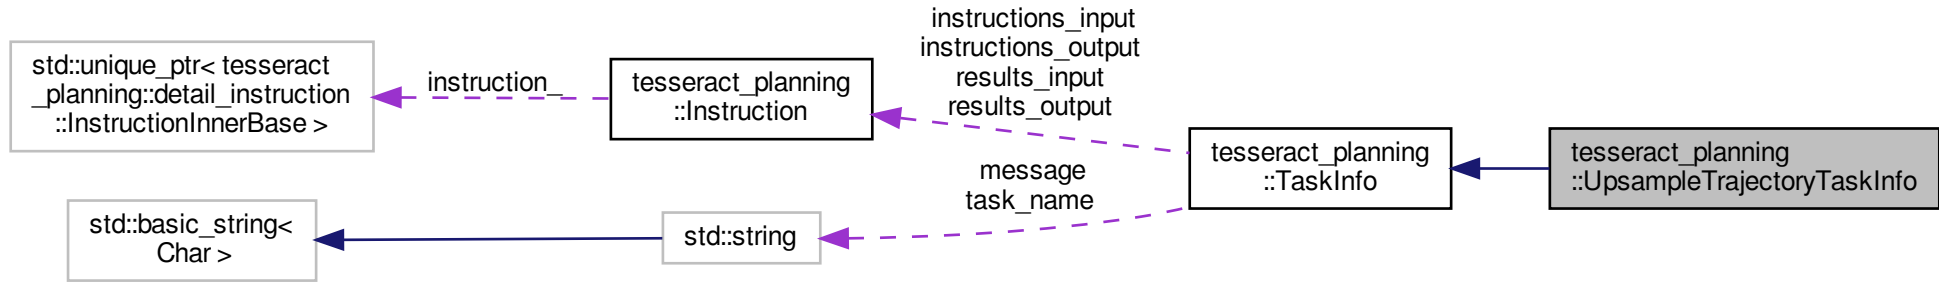 std::unique_ptr< tesseract
_planning::detail_instruction
::InstructionInnerBase >
instruction_
tesseract_planning
::Instruction
instructions_input
instructions_output
results_input
results_output
std::basic_string<
Char >
std::string
message
task_name
tesseract_planning
::TaskInfo
tesseract_planning
::UpsampleTrajectoryTaskInfo